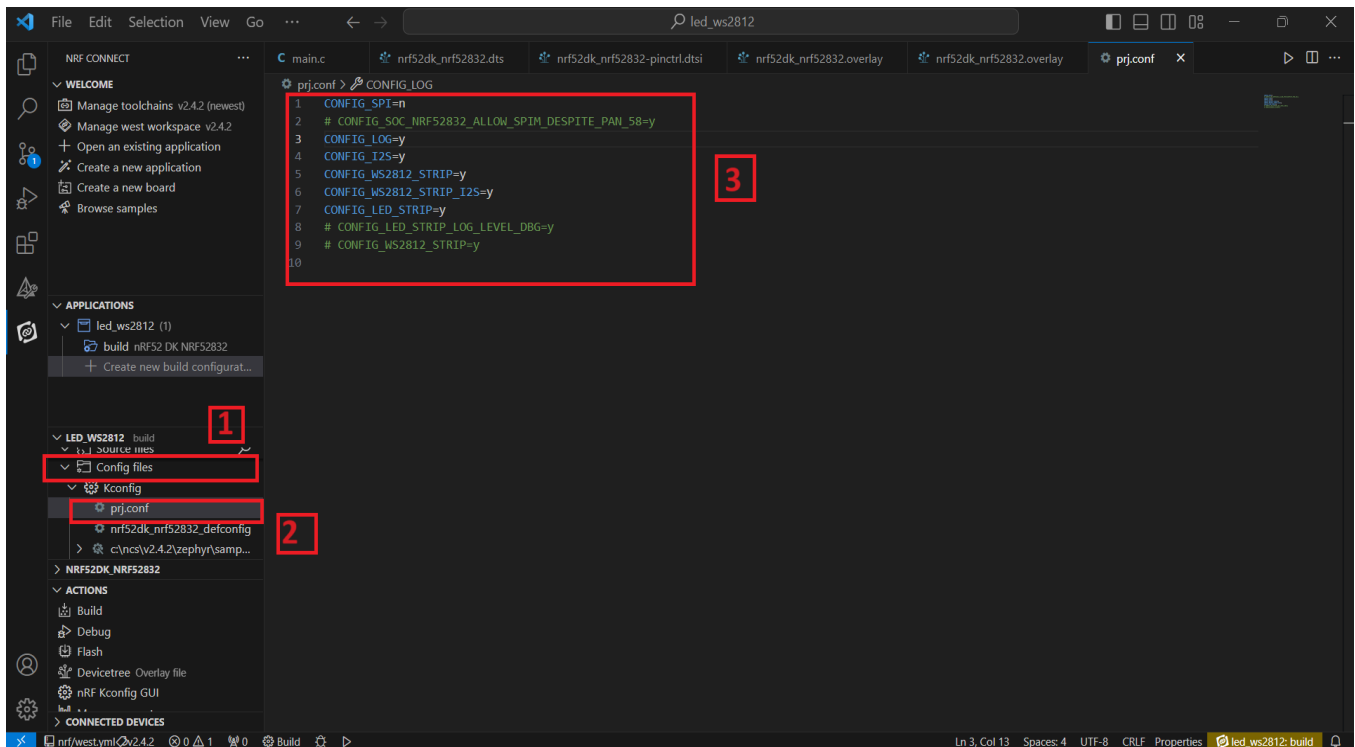 File Edit Selection View Go ··· led_ws2812
NRF CONNECT ···
WELCOME
Manage toolchains v2.4.2 (newest)
Manage west workspace v2.4.2
Open an existing application
Create a new application
Create a new board
Browse samples
1
APPLICATIONS
led_ws2812 (1)
build nRF52 DK NRF52832
Create new build configurat...
1
LED_WS2812 build
Source files
Config files
Kconfig
prj.conf
nrf52dk_nrf52832_defconfig
2
c:\ncs\v2.4.2\zephyr\samp...
NRF52DK_NRF52832
ACTIONS
Build
Debug
Flash
Devicetree Overlay file
nRF Kconfig GUI
CONNECTED DEVICES
C main.c nrf52dk_nrf52832.dts nrf52dk_nrf52832-pinctrl.dtsi nrf52dk_nrf52832.overlay nrf52dk_nrf52832.overlay prj.conf
prj.conf > CONFIG_LOG
1 CONFIG_SPI=n
2 # CONFIG_SOC_NRF52832_ALLOW_SPIM_DESPITE_PAN_58=y
3 CONFIG_LOG=y
4 CONFIG_I2S=y
5 CONFIG_WS2812_STRIP=y
6 CONFIG_WS2812_STRIP_I2S=y
7 CONFIG_LED_STRIP=y
8 # CONFIG_LED_STRIP_LOG_LEVEL_DBG=y
9 # CONFIG_WS2812_STRIP=y
10
3
nrf/west.yml v2.4.2 0 1 0 Build Ln 3, Col 13 Spaces: 4 UTF-8 CRLF Properties led_ws2812: build